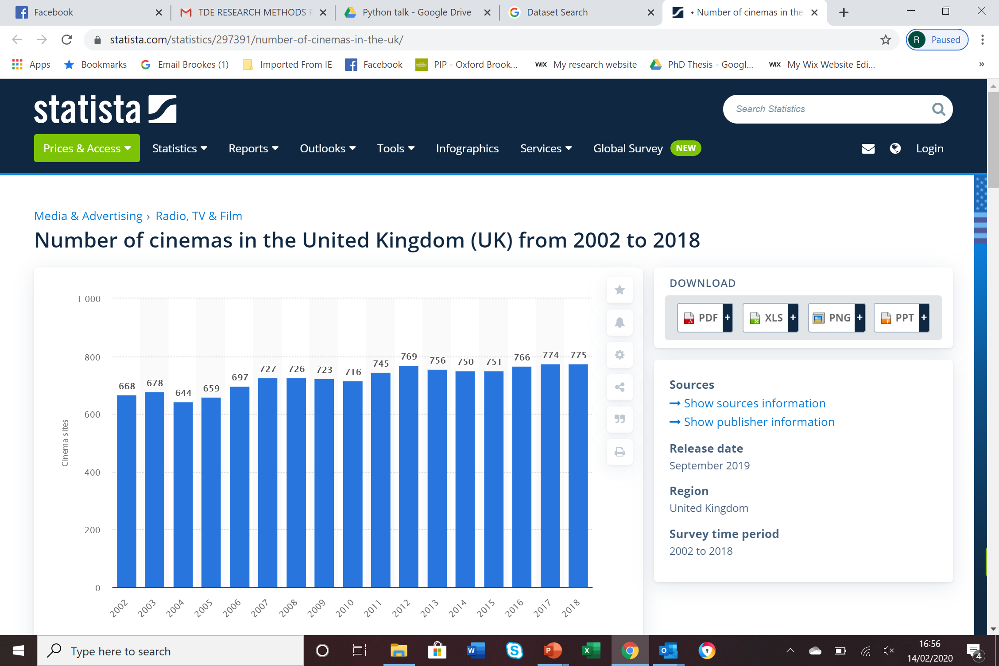 Facebook
TDE RESEARCH METHODS F
Python talk - Google Drive
Dataset Search
• Number of cinemas in the
statista.com/statistics/297391/number-of-cinemas-in-the-uk/
R Paused
Apps Bookmarks Email Brookes (1) Imported From IE Facebook PIP - Oxford Brook... WIX My research website PhD Thesis - Googl... WIX My Wix Website Edi... »
statista
Search Statistics
Prices & Access Statistics Reports Outlooks Tools Infographics Services Global Survey NEW Login
Media & Advertising › Radio, TV & Film
Number of cinemas in the United Kingdom (UK) from 2002 to 2018
Cinema sites
1 000
800
600
400
200
0
668 678 644 659 697 727 726 723 716 745 769 756 750 751 766 774 775
2002 2003 2004 2005 2006 2007 2008 2009 2010 2011 2012 2013 2014 2015 2016 2017 2018
DOWNLOAD
PDF + XLS + PNG + PPT +
Sources
Show sources information
Show publisher information
Release date
September 2019
Region
United Kingdom
Survey time period
2002 to 2018
Type here to search
16:56
14/02/2020
4